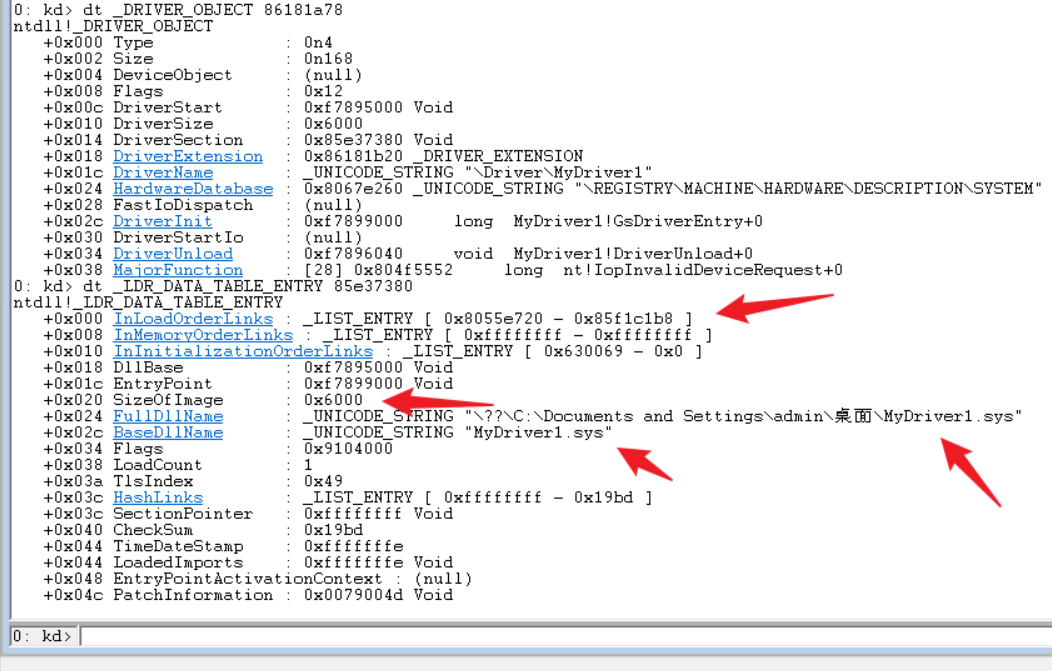 0: kd> dt _DRIVER_OBJECT 86181a78
ntdll!_DRIVER_OBJECT
   +0x000 Type             : 0n4
   +0x002 Size             : 0n168
   +0x004 DeviceObject     : (null)
   +0x008 Flags            : 0x12
   +0x00c DriverStart      : 0xf7895000 Void
   +0x010 DriverSize       : 0x6000
   +0x014 DriverSection    : 0x85e37380 Void
   +0x018 DriverExtension  : 0x86181b20 _DRIVER_EXTENSION
   +0x01c DriverName       : _UNICODE_STRING "\Driver\MyDriver1"
   +0x024 HardwareDatabase : 0x8067e260 _UNICODE_STRING "\REGISTRY\MACHINE\HARDWARE\DESCRIPTION\SYSTEM"
   +0x028 FastIoDispatch   : (null)
   +0x02c DriverInit       : 0xf7899000     long  MyDriver1!GsDriverEntry+0
   +0x030 DriverStartIo    : (null)
   +0x034 DriverUnload     : 0xf7896040     void  MyDriver1!DriverUnload+0
   +0x038 MajorFunction    : [28] 0x804f5552     long  nt!IopInvalidDeviceRequest+0
0: kd> dt _LDR_DATA_TABLE_ENTRY 85e37380
ntdll!_LDR_DATA_TABLE_ENTRY
   +0x000 InLoadOrderLinks : _LIST_ENTRY [ 0x8055e720 - 0x85f1c1b8 ]
   +0x008 InMemoryOrderLinks : _LIST_ENTRY [ 0xffffffff - 0xffffffff ]
   +0x010 InInitializationOrderLinks : _LIST_ENTRY [ 0x630069 - 0x0 ]
   +0x018 DllBase          : 0xf7895000 Void
   +0x01c EntryPoint       : 0xf7899000 Void
   +0x020 SizeOfImage      : 0x6000
   +0x024 FullDllName      : _UNICODE_STRING "\??\C:\Documents and Settings\admin\桌面\MyDriver1.sys"
   +0x02c BaseDllName      : _UNICODE_STRING "MyDriver1.sys"
   +0x034 Flags            : 0x9104000
   +0x038 LoadCount        : 1
   +0x03a TlsIndex         : 0x49
   +0x03c HashLinks        : _LIST_ENTRY [ 0xffffffff - 0x19bd ]
   +0x03c SectionPointer   : 0xffffffff Void
   +0x040 CheckSum         : 0x19bd
   +0x044 TimeDateStamp    : 0xfffffffe
   +0x044 LoadedImports    : 0xfffffffe Void
   +0x048 EntryPointActivationContext : (null)
   +0x04c PatchInformation : 0x0079004d Void
0: kd>